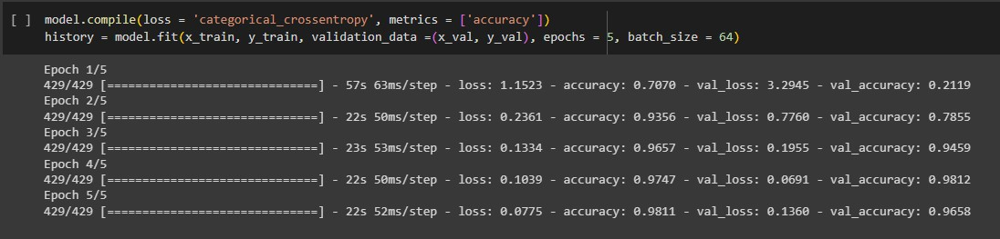 [ ] model.compile(loss = 'categorical_crossentropy', metrics = ['accuracy'])
history = model.fit(x_train, y_train, validation_data =(x_val, y_val), epochs = 5, batch_size = 64)
Epoch 1/5
429/429 [==============================] - 57s 63ms/step - loss: 1.1523 - accuracy: 0.7070 - val_loss: 3.2945 - val_accuracy: 0.2119
Epoch 2/5
429/429 [==============================] - 22s 50ms/step - loss: 0.2361 - accuracy: 0.9356 - val_loss: 0.7760 - val_accuracy: 0.7855
Epoch 3/5
429/429 [==============================] - 23s 53ms/step - loss: 0.1334 - accuracy: 0.9657 - val_loss: 0.1955 - val_accuracy: 0.9459
Epoch 4/5
429/429 [==============================] - 22s 50ms/step - loss: 0.1039 - accuracy: 0.9747 - val_loss: 0.0691 - val_accuracy: 0.9812
Epoch 5/5
429/429 [==============================] - 22s 52ms/step - loss: 0.0775 - accuracy: 0.9811 - val_loss: 0.1360 - val_accuracy: 0.9658